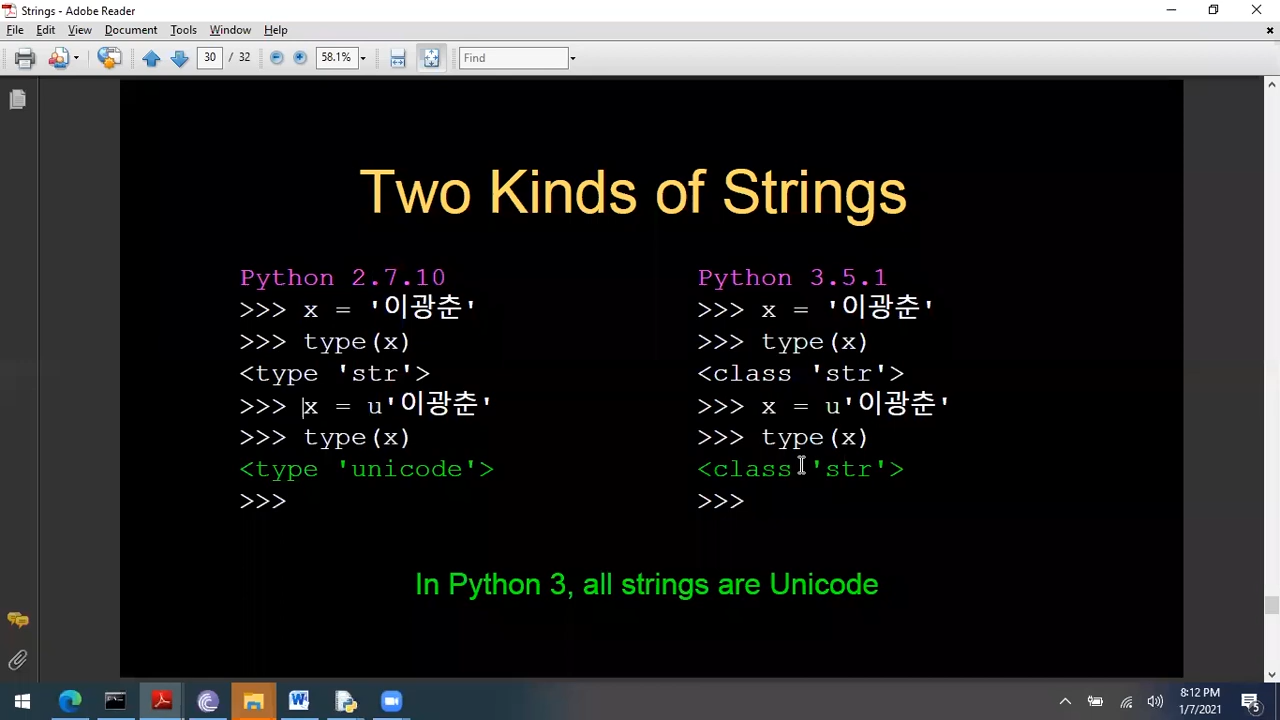 Strings - Adobe Reader
File Edit View Document Tools Window Help
30 / 32 58.1% Find
Two Kinds of Strings
Python 2.7.10
>>> x = '이광춘'
>>> type(x)
<type 'str'>
>>> x = u'이광춘'
>>> type(x)
<type 'unicode'>
>>>
Python 3.5.1
>>> x = '이광춘'
>>> type(x)
<class 'str'>
>>> x = u'이광춘'
>>> type(x)
<class 'str'>
>>>
In Python 3, all strings are Unicode
8:12 PM
1/7/2021
5